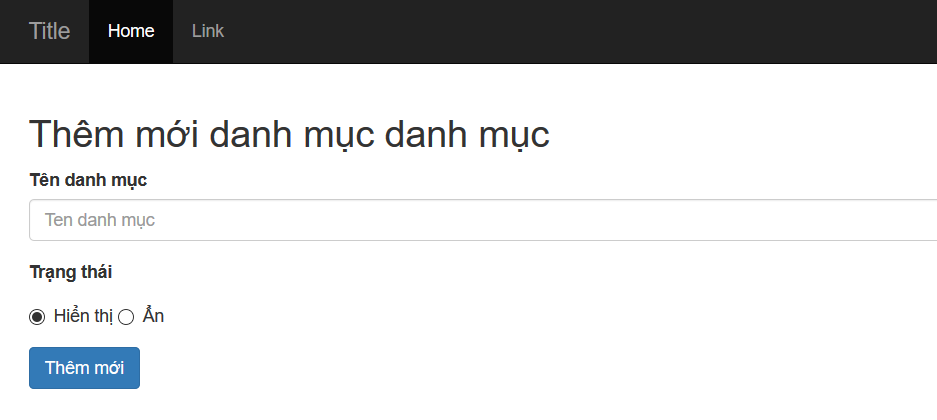 Title Home Link
Thêm mới danh mục danh mục
Tên danh mục
Ten danh mục
Trạng thái
Hiển thị Ẩn
Thêm mới